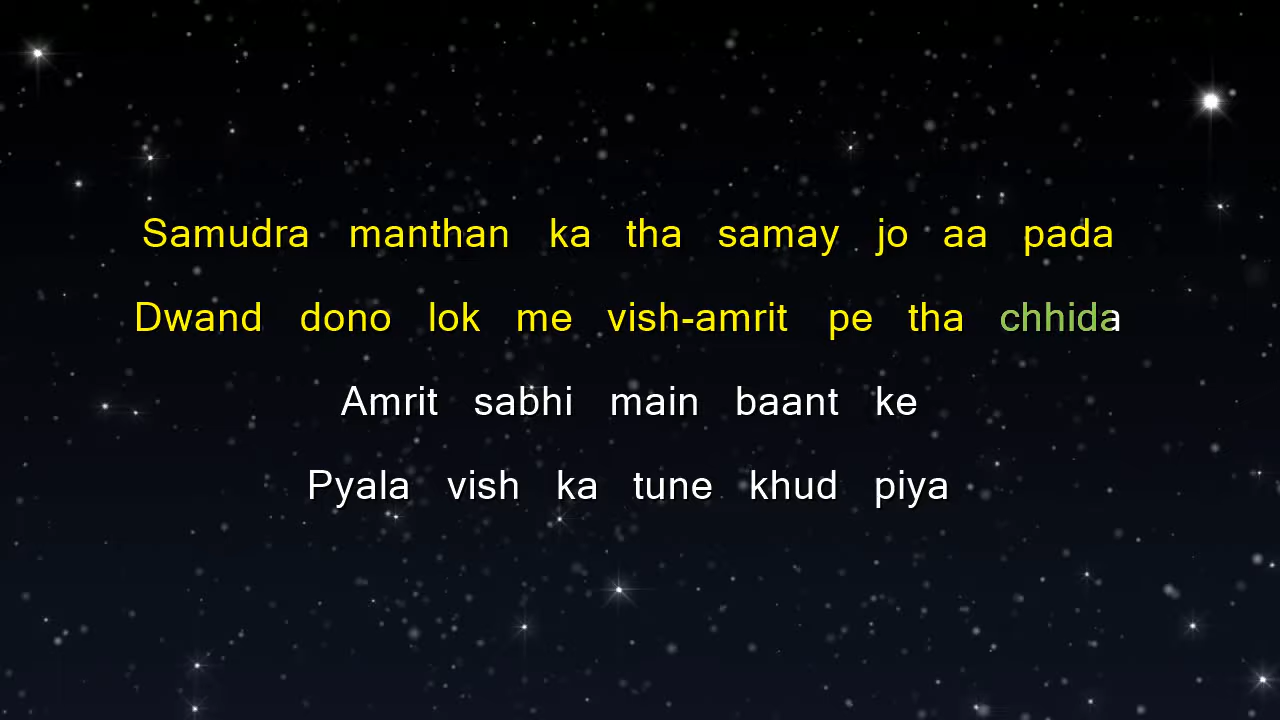 Samudra manthan ka tha samay jo aa pada
Dwand dono lok me vish-amrit pe tha chhida
Amrit sabhi main baant ke
Pyala vish ka tune khud piya